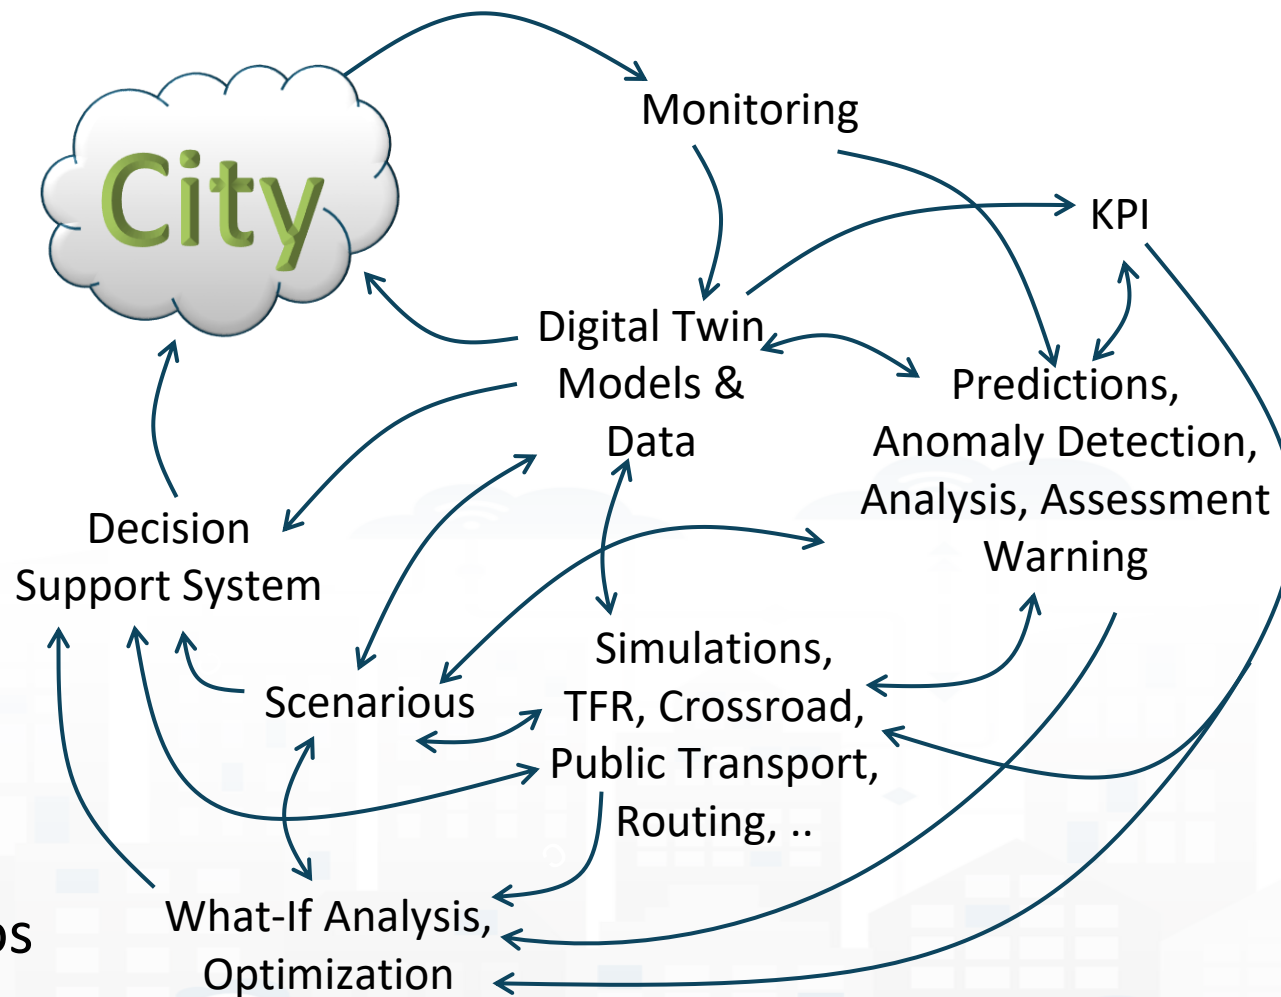 City
Monitoring
KPI
Digital Twin
Models &
Data
Predictions,
Anomaly Detection,
Analysis, Assessment
Warning
Decision
Support System
Scenarious
Simulations,
TFR, Crossroad,
Public Transport,
Routing, ..
What-If Analysis,
Optimization